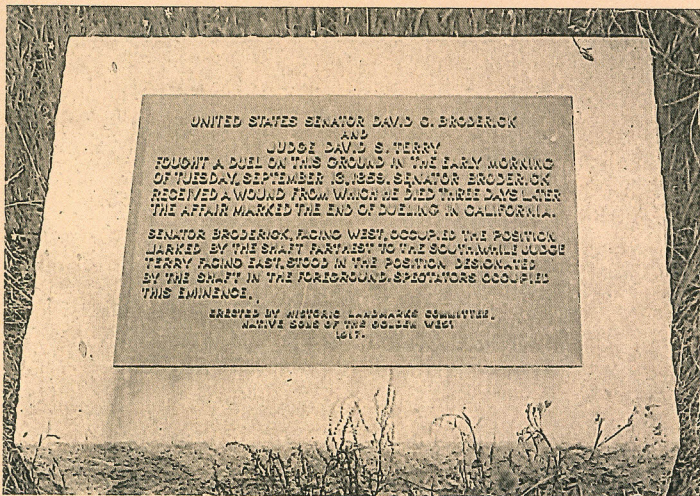 UNITED STATES SENATOR DAVID C. BRODERICK
AND
JUDGE DAVID S. TERRY
FOUGHT A DUEL ON THIS GROUND IN THE EARLY MORNING
OF TUESDAY, SEPTEMBER 13, 1859. SENATOR BRODERICK
RECEIVED A WOUND FROM WHICH HE DIED THREE DAYS LATER
THE AFFAIR MARKED THE END OF DUELING IN CALIFORNIA.
SENATOR BRODERICK, FACING WEST, OCCUPIED THE POSITION
MARKED BY THE SHAFT FARTHEST TO THE SOUTH, WHILE JUDGE
TERRY FACING EAST, STOOD IN THE POSITION DESIGNATED
BY THE SHAFT IN THE FOREGROUND. SPECTATORS OCCUPIED
THIS EMINENCE.
ERECTED BY HISTORIC LANDMARKS COMMITTEE,
NATIVE SONS OF THE GOLDEN WEST
1917.